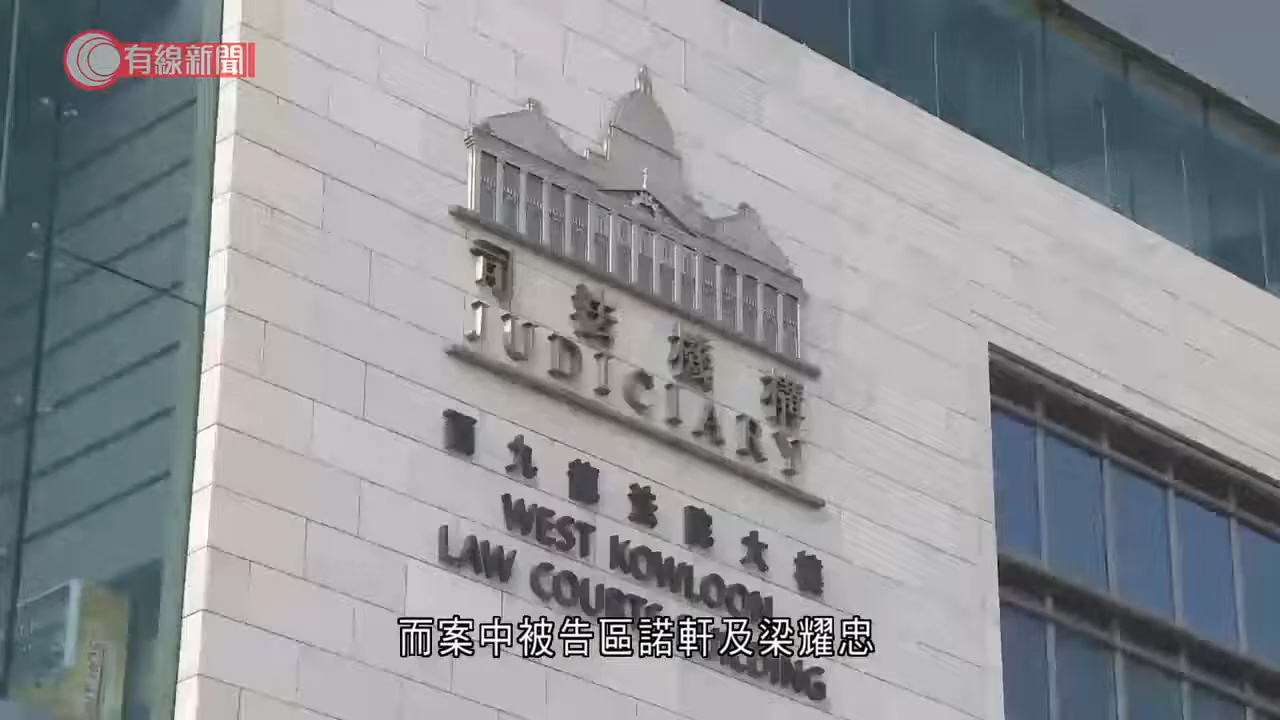 有線新聞
司法機構
JUDICIARY
西九龍法院大樓
WEST KOWLOON
LAW COURTS BUILDING
而案中被告區諾軒及梁耀忠